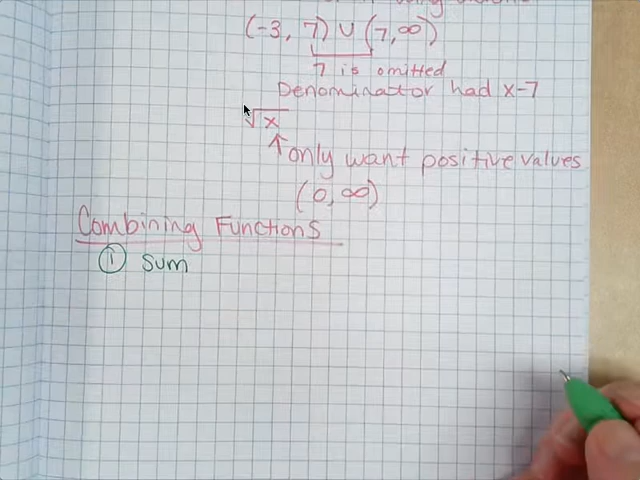 (-3, 7) ∪ (7,∞)
7 is omitted
Denominator had x-7
√x
↑ only want positive values
(0, ∞)
Combining Functions
① Sum